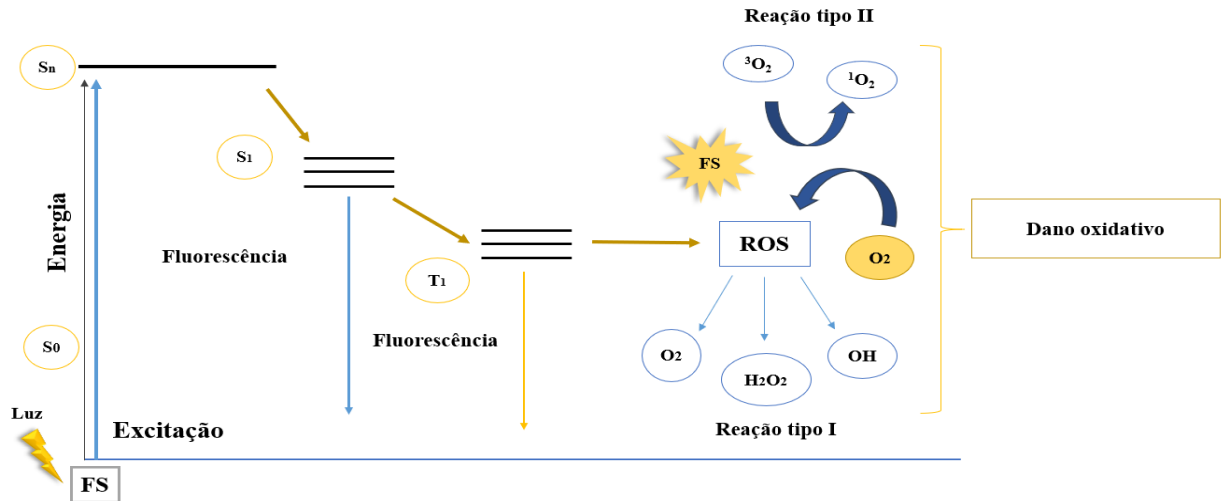 Reação tipo II
Sn
³O₂
¹O₂
S₁
FS
Energia
Fluorescência
ROS
Dano oxidativo
O₂
T₁
S₀
Fluorescência
O₂
H₂O₂
OH
Luz
Excitação
Reação tipo I
FS